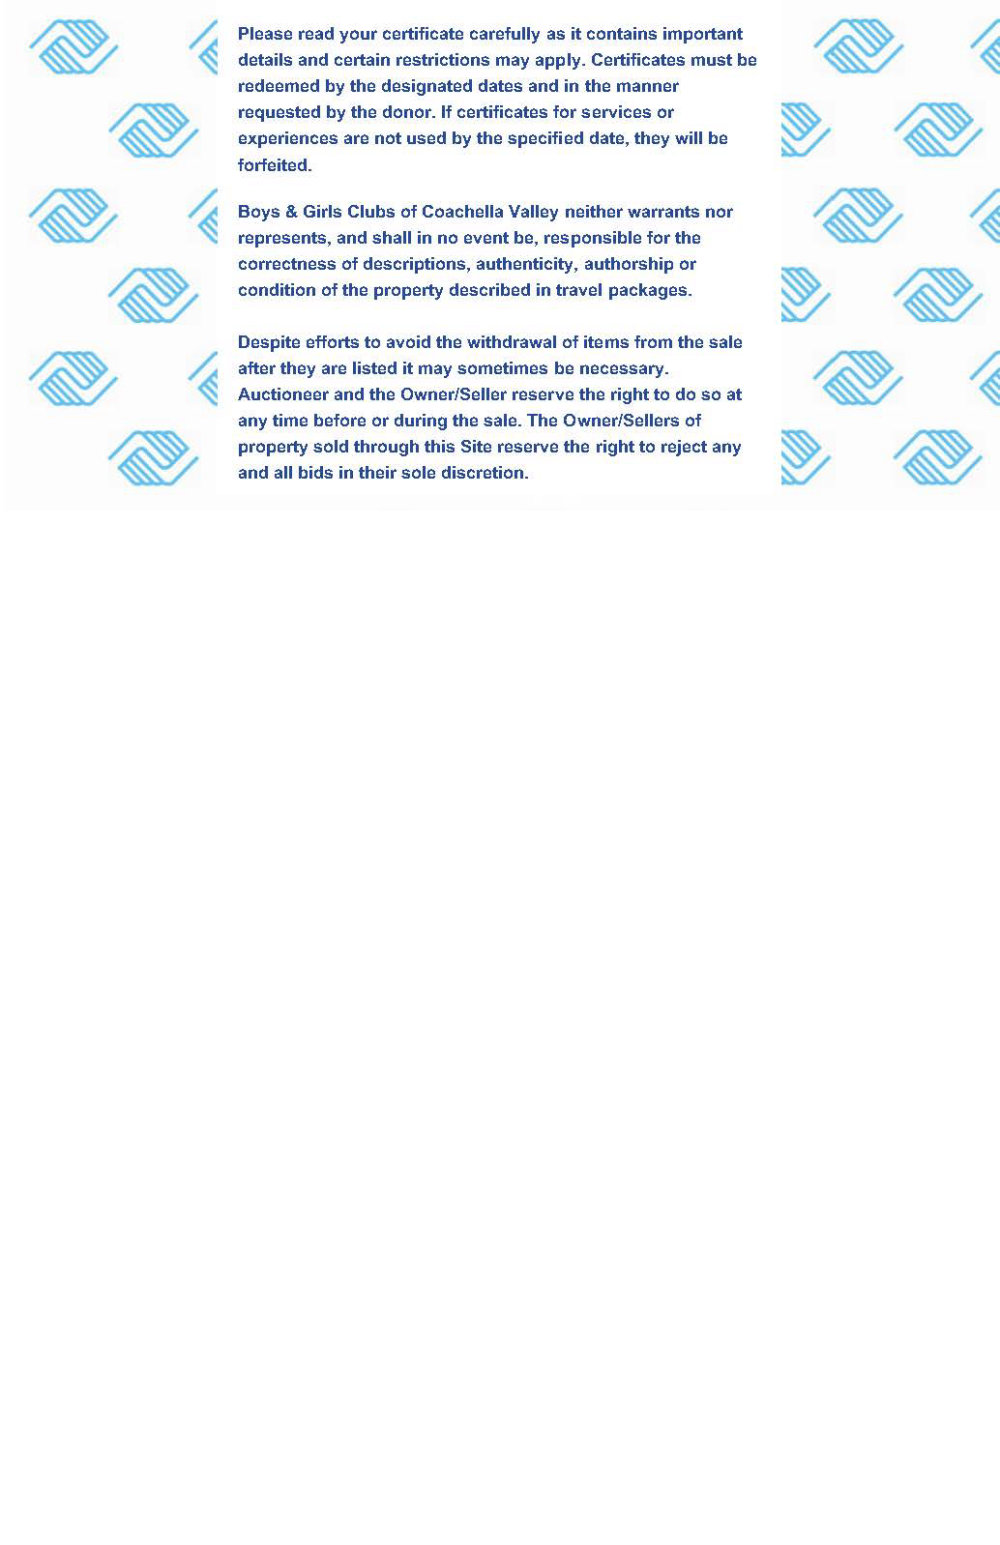 Please read your certificate carefully as it contains important
details and certain restrictions may apply. Certificates must be
redeemed by the designated dates and in the manner
requested by the donor. If certificates for services or
experiences are not used by the specified date, they will be
forfeited.
Boys & Girls Clubs of Coachella Valley neither warrants nor
represents, and shall in no event be, responsible for the
correctness of descriptions, authenticity, authorship or
condition of the property described in travel packages.
Despite efforts to avoid the withdrawal of items from the sale
after they are listed it may sometimes be necessary.
Auctioneer and the Owner/Seller reserve the right to do so at
any time before or during the sale. The Owner/Sellers of
property sold through this Site reserve the right to reject any
and all bids in their sole discretion.